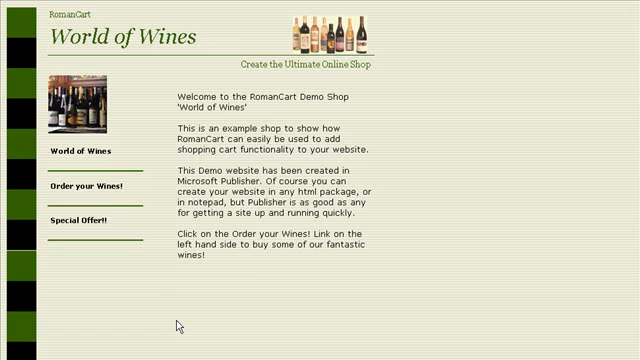 RomanCart
World of Wines
Create the Ultimate Online Shop
World of Wines
Order your Wines!
Special Offer!!
Welcome to the RomanCart Demo Shop
'World of Wines'
This is an example shop to show how
RomanCart can easily be used to add
shopping cart functionality to your website.
This Demo website has been created in
Microsoft Publisher. Of course you can
create your website in any html package, or
in notepad, but Publisher is as good as any
for getting a site up and running quickly.
Click on the Order your Wines! Link on the
left hand side to buy some of our fantastic
wines!